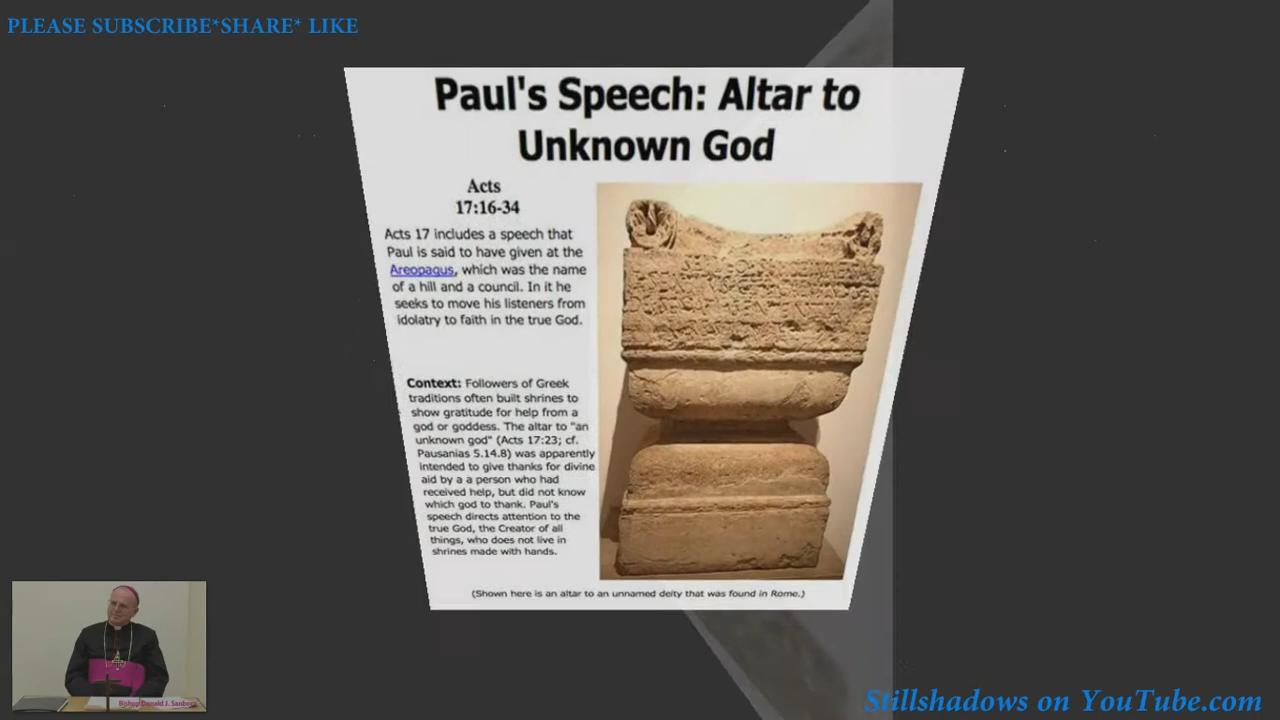 PLEASE SUBSCRIBE*SHARE* LIKE
Paul's Speech: Altar to
Unknown God
Acts
17:16-34
Acts 17 includes a speech that
Paul is said to have given at the
Areopagus, which was the name
of a hill and a council. In it he
seeks to move his listeners from
idolatry to faith in the true God.
Context: Followers of Greek
traditions often built shrines to
show gratitude for help from a
god or goddess. The altar to "an
unknown god" (Acts 17:23; cf.
Pausanias 5.14.8) was apparently
intended to give thanks for divine
aid by a a person who had
received help, but did not know
which god to thank. Paul's
speech directs attention to the
true God, the Creator of all
things, who does not live in
shrines made with hands.
(Shown here is an altar to an unnamed deity that was found in Rome.)
Bishop Donald J. Sanborn
Stillshadows on YouTube.com